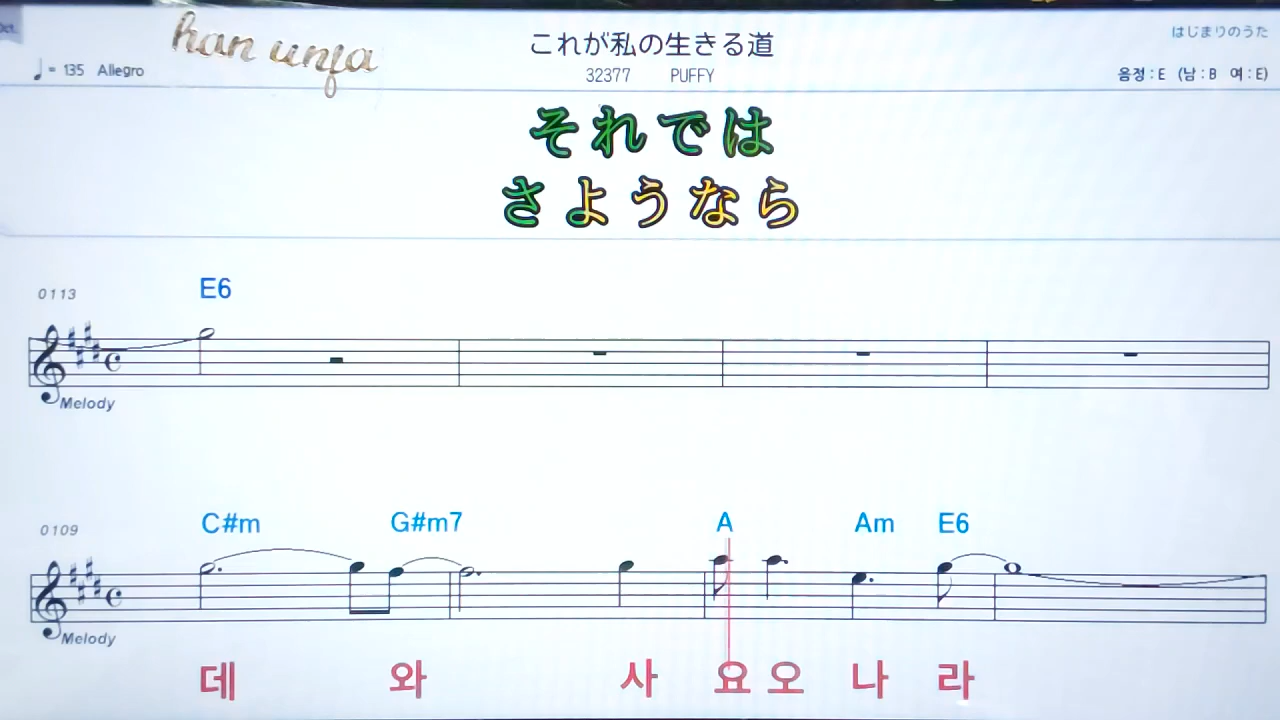 Oct.
han unja
これが私の生きる道
はじまりのうた
♩= 135 Allegro
32377 PUFFY
음정:E (남:B 여:E)
それでは
さようなら
0113
E6
Melody
0109
C#m G#m7 A Am E6
Melody
데 와 사 요 오 나 라